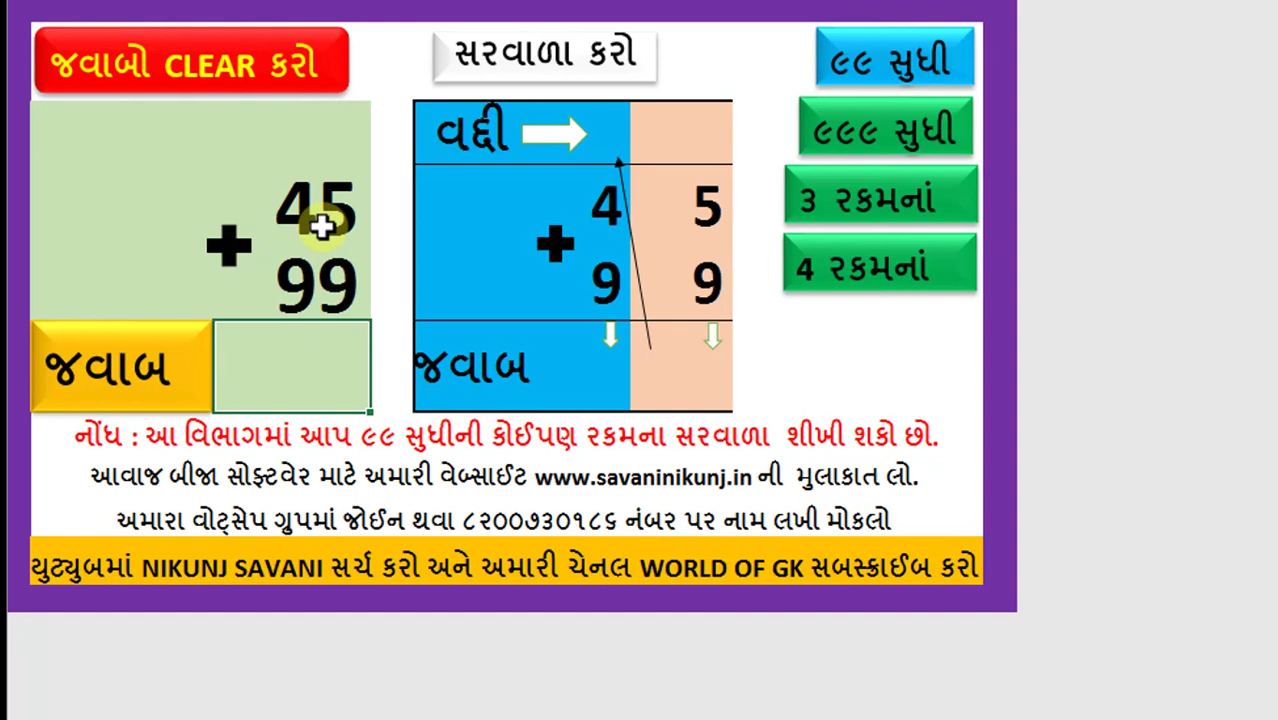 જવાબો CLEAR કરો
સરવાળા કરો
૯૯ સુધી
૯૯૯ સુધી
૩ રકમનાં
4 રકમનાં
45
+
99
જવાબ
વદ્દી
4 5
+
9 9
જવાબ
નોંધ : આ વિભાગમાં આપ ૯૯ સુધીની કોઈપણ રકમના સરવાળા શીખી શકો છો.
આવાજ બીજા સોફ્ટવેર માટે અમારી વેબ્સાઈટ www.savaninikunj.in ની મુલાકાત લો.
અમારા વોટ્સેપ ગ્રુપમાં જોઈન થવા ૮૨૦૦૭૩૦૧૮૬ નંબર પર નામ લખી મોકલો
યુટ્યુબમાં NIKUNJ SAVANI સર્ચ કરો અને અમારી ચેનલ WORLD OF GK સબસ્ક્રાઈબ કરો